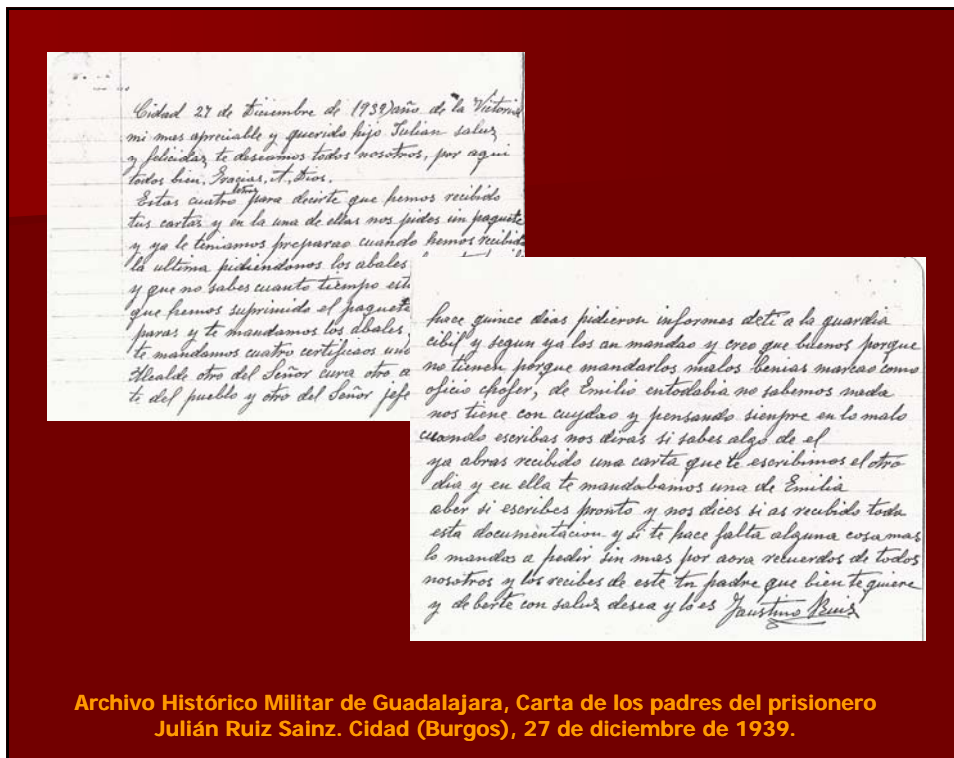 Cidad 27 de Diciembre de (1939) año de la Victoria
mi mas apreciable y querido hijo Julian saluz
y felicidaz te deseamos todos nosotros, por aqui
todos bien. Gracias, A, Dios.
Estas cuatro letras para decirte que hemos recibido
tus cartas y en la una de ellas nos pides un paquete
y ya le teniamos preparao cuando hemos recibido
la ultima pidiendonos los abales
y que no sabes cuanto tiempo est
que hemos suprimido el paquete
paras y te mandamos los abales,
te mandamos cuatro certificaos uno
Alcalde otro del Señor cura otro
te del pueblo y otro del Señor jefe
hace quince dias pidieron informes deti a la guardia
cibil y segun ya los an mandao y creo que buenos porque
no tienen porque mandarlos malos benias marcao como
oficio chofer, de Emilio entodabia no sabemos nada
nos tiene con cuydao y pensando sienpre en lo malo
cuando escribas nos diras si sabes algo de el
ya abras recibido una carta que te escribimos el otro
dia y en ella te mandabamos una de Emilia
aber si escribes pronto y nos dices si as recibido toda
esta documentacion y si te hace falta alguna cosa mas
lo mandas a pedir sin mas por aora recuerdos de todos
nosotros y los recibes de este tu padre que bien te quiere
y deberte con saluz desea y lo es Faustino Ruiz
Archivo Histórico Militar de Guadalajara, Carta de los padres del prisionero
Julián Ruiz Sainz. Cidad (Burgos), 27 de diciembre de 1939.